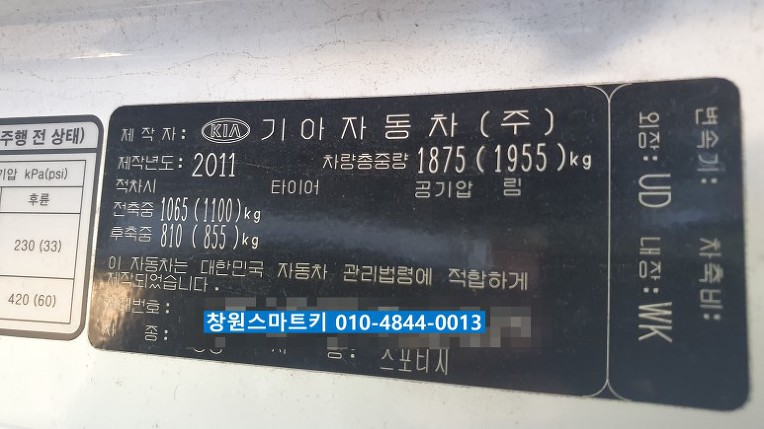 주행 전 상태)
기압 kPa(psi)
후륜
230 (33)
420 (60)
제 작 자: KIA 기아자동차(주)
제작년도: 2011 차량총중량 1875(1955)kg
적차시 타이어 공기압 림
전축중 1065(1100)kg
후축중 810(855)kg
이 자동차는 대한민국 자동차 관리법령에 적합하게
제작되었습니다.
번호:
창원스마트키 010-4844-0013
종:
스포티지
변속기: 차축비:
외장: UD 내장: WK